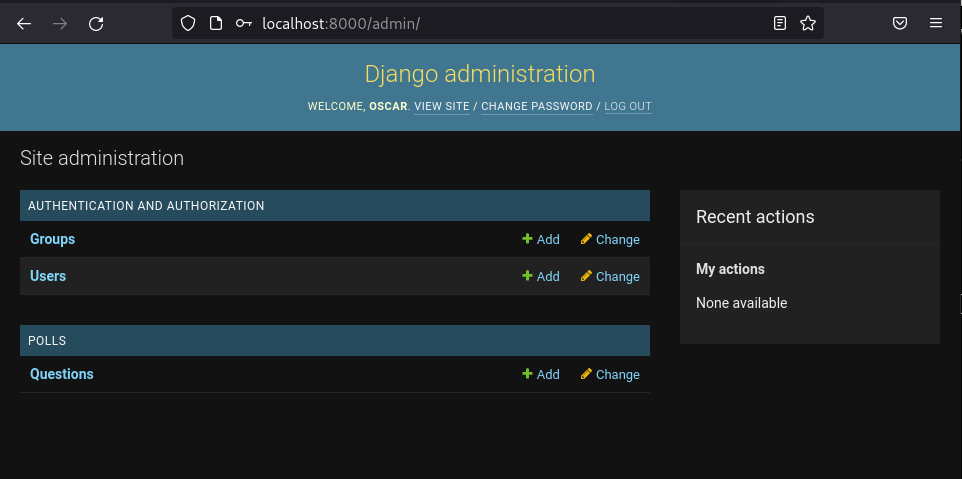 localhost:8000/admin/
Django administration
WELCOME, OSCAR. VIEW SITE / CHANGE PASSWORD / LOG OUT
Site administration
AUTHENTICATION AND AUTHORIZATION
Groups Add Change
Users Add Change
POLLS
Questions Add Change
Recent actions
My actions
None available